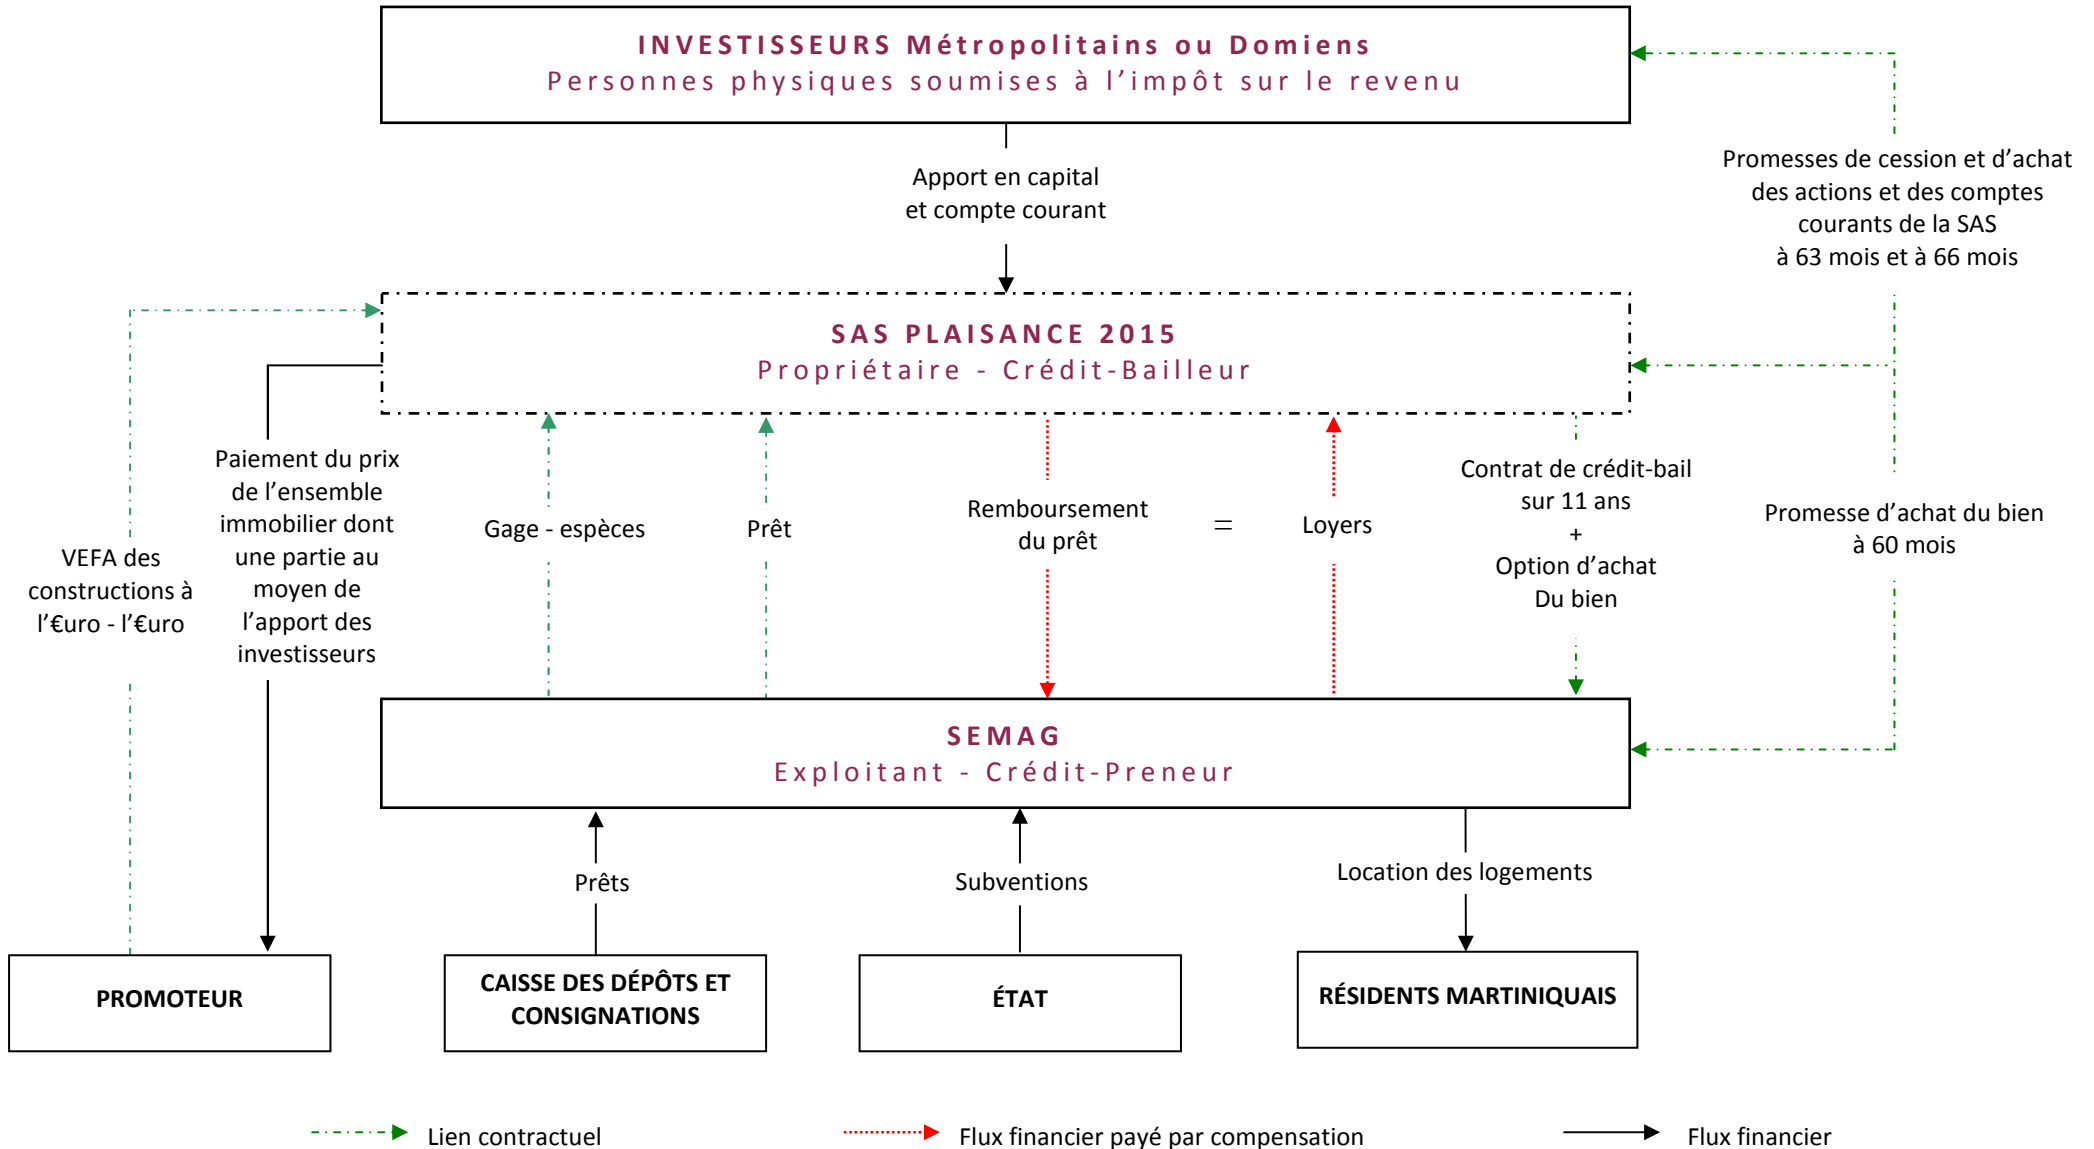 INVESTISSEURS Métropolitains ou Domiens
Personnes physiques soumises à l'impôt sur le revenu
Apport en capital
et compte courant
Promesses de cession et d'achat
des actions et des comptes
courants de la SAS
à 63 mois et à 66 mois
SAS PLAISANCE 2015
Propriétaire - Crédit-Bailleur
VEFA des
constructions à
l'€uro - l'€uro
Paiement du prix
de l'ensemble
immobilier dont
une partie au
moyen de
l'apport des
investisseurs
Gage - espèces
Prêt
Remboursement
du prêt
=
Loyers
Contrat de crédit-bail
sur 11 ans
+
Option d'achat
Du bien
Promesse d'achat du bien
à 60 mois
SEMAG
Exploitant - Crédit-Preneur
Prêts
Subventions
Location des logements
PROMOTEUR
CAISSE DES DÉPÔTS ET
CONSIGNATIONS
ÉTAT
RÉSIDENTS MARTINIQUAIS
Lien contractuel
Flux financier payé par compensation
Flux financier